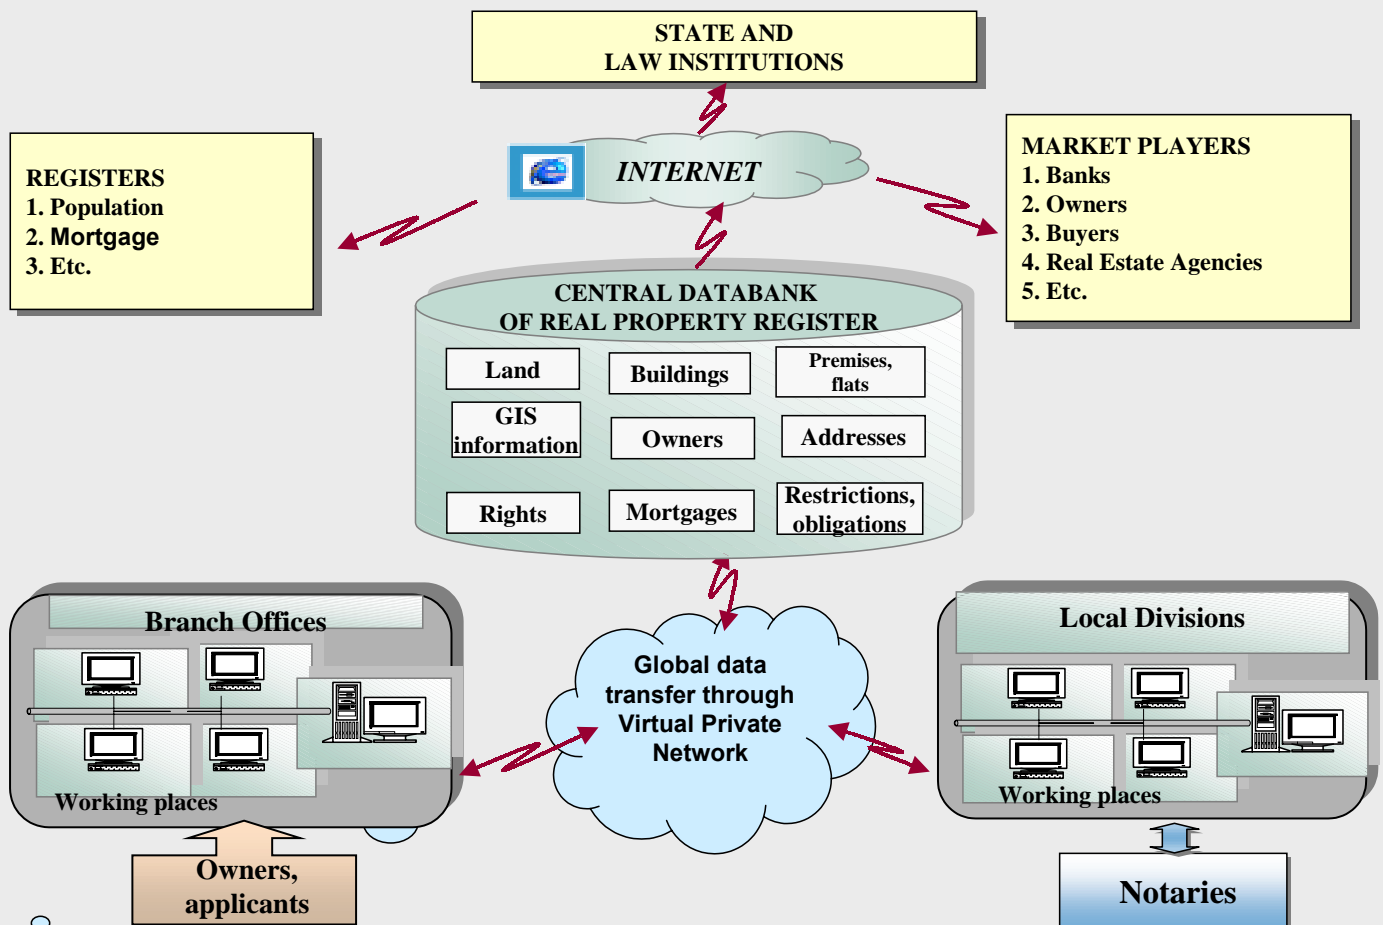 STATE AND
LAW INSTITUTIONS
INTERNET
REGISTERS
1. Population
2. Mortgage
3. Etc.
MARKET PLAYERS
1. Banks
2. Owners
3. Buyers
4. Real Estate Agencies
5. Etc.
CENTRAL DATABANK
OF REAL PROPERTY REGISTER
Land
Buildings
Premises,
flats
GIS
information
Owners
Addresses
Rights
Mortgages
Restrictions,
obligations
Branch Offices
Working places
Global data
transfer through
Virtual Private
Network
Local Divisions
Working places
Owners,
applicants
Notaries